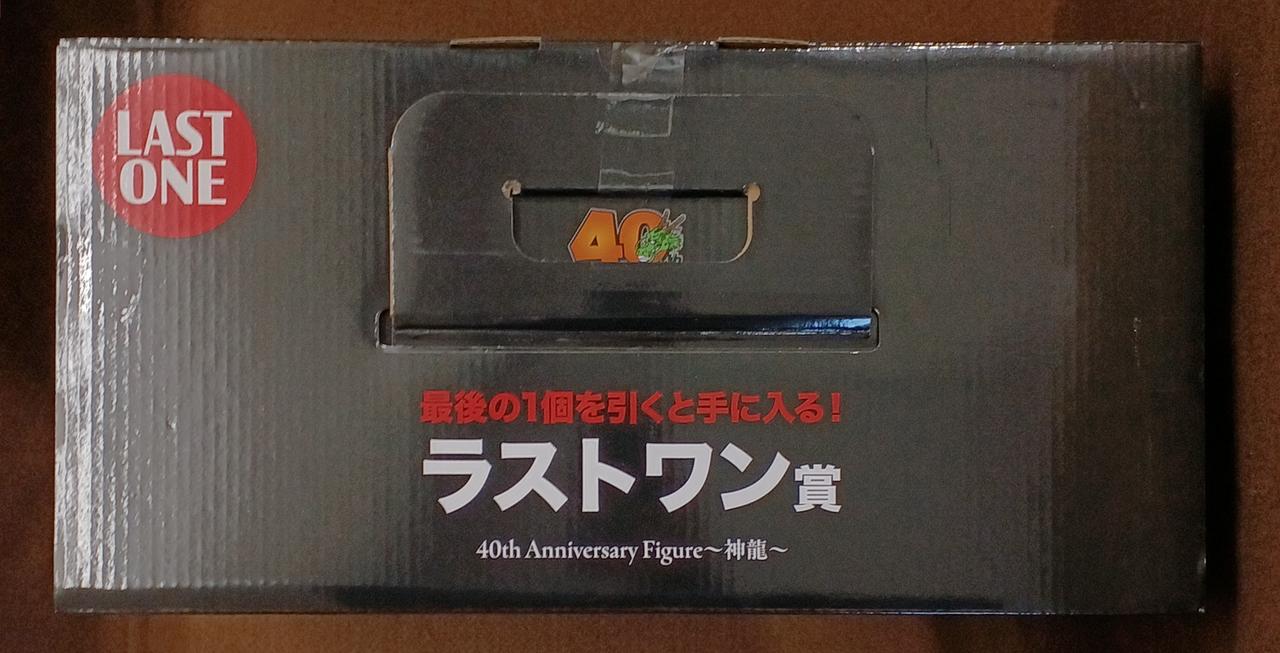 LAST
ONE
40
最後の1個を引くと手に入る!
ラストワン賞
40th Anniversary Figure～神龍～